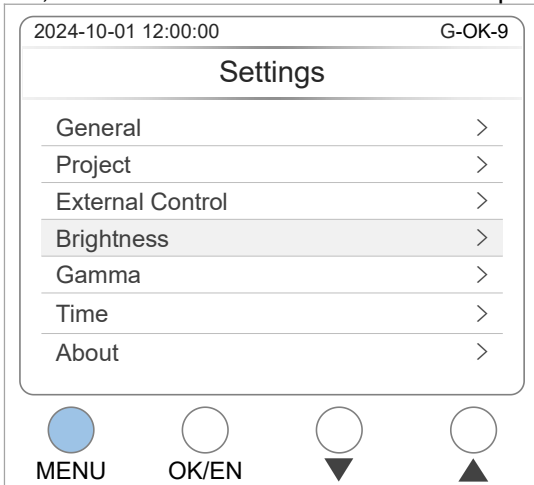 2024-10-01 12:00:00 G-OK-9
Settings
General >
Project >
External Control >
Brightness >
Gamma >
Time >
About >
MENU OK/EN ▼ ▲